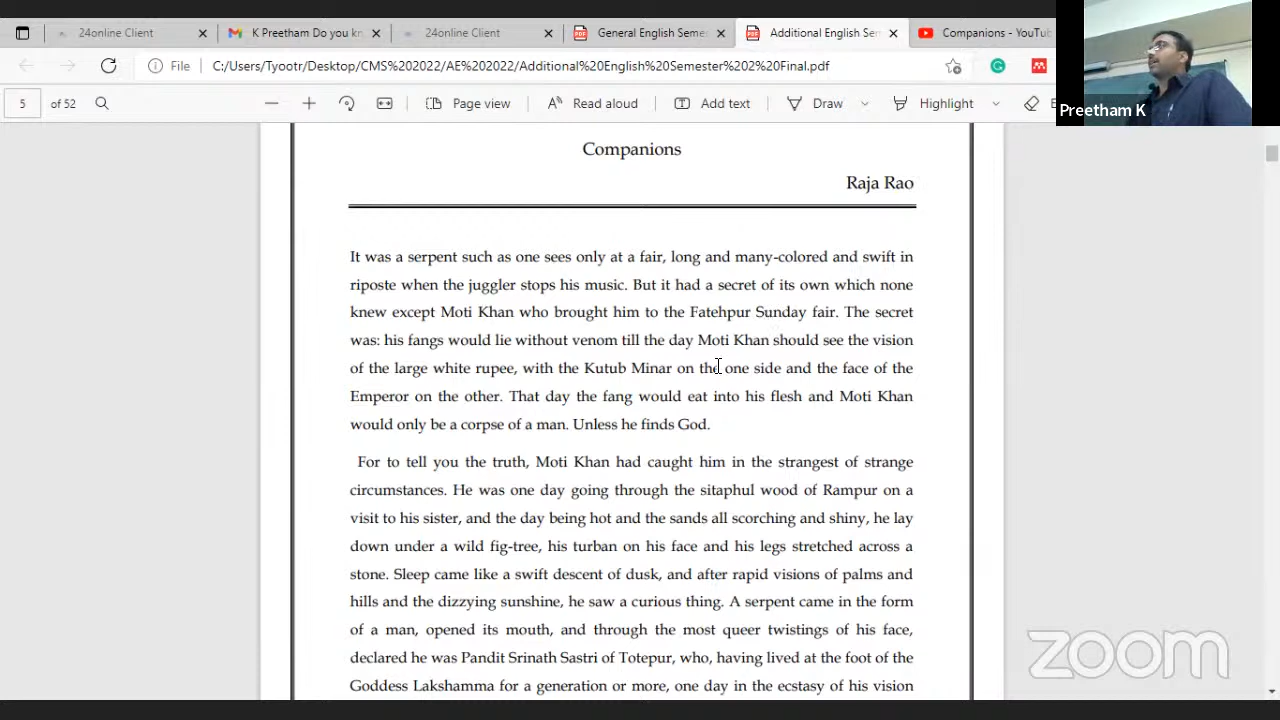 24online Client
K Preetham Do you kn
24online Client
General English Seme
Additional English Sem
Companions - YouTub
File
C:/Users/Tyootr/Desktop/CMS%202022/AECC%202022/Additional%20English%20Semester%202%20Final.pdf
5 of 52
Page view
Read aloud
Add text
Draw
Highlight
E
Preetham K
Companions
Raja Rao
It was a serpent such as one sees only at a fair, long and many-colored and swift in
riposte when the juggler stops his music. But it had a secret of its own which none
knew except Moti Khan who brought him to the Fatehpur Sunday fair. The secret
was: his fangs would lie without venom till the day Moti Khan should see the vision
of the large white rupee, with the Kutub Minar on the one side and the face of the
Emperor on the other. That day the fang would eat into his flesh and Moti Khan
would only be a corpse of a man. Unless he finds God.
For to tell you the truth, Moti Khan had caught him in the strangest of strange
circumstances. He was one day going through the sitaphul wood of Rampur on a
visit to his sister, and the day being hot and the sands all scorching and shiny, he lay
down under a wild fig-tree, his turban on his face and his legs stretched across a
stone. Sleep came like a swift descent of dusk, and after rapid visions of palms and
hills and the dizzying sunshine, he saw a curious thing. A serpent came in the form
of a man, opened its mouth, and through the most queer twistings of his face,
declared he was Pandit Srinath Sastri of Totepur, who, having lived at the foot of the
Goddess Lakshamma for a generation or more, one day in the ecstasy of his vision
zoom